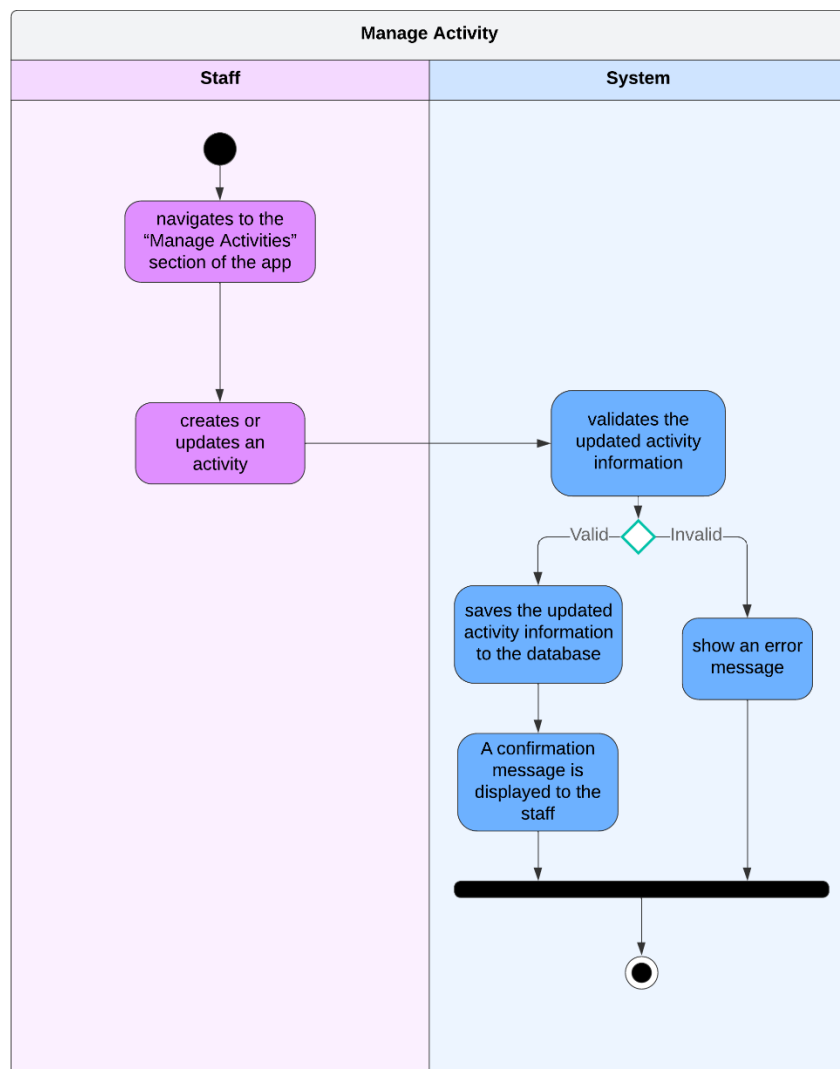 Manage Activity
Staff
System
navigates to the
“Manage Activities”
section of the app
creates or
updates an
activity
validates the
updated activity
information
Valid
Invalid
saves the updated
activity information
to the database
show an error
message
A confirmation
message is
displayed to the
staff